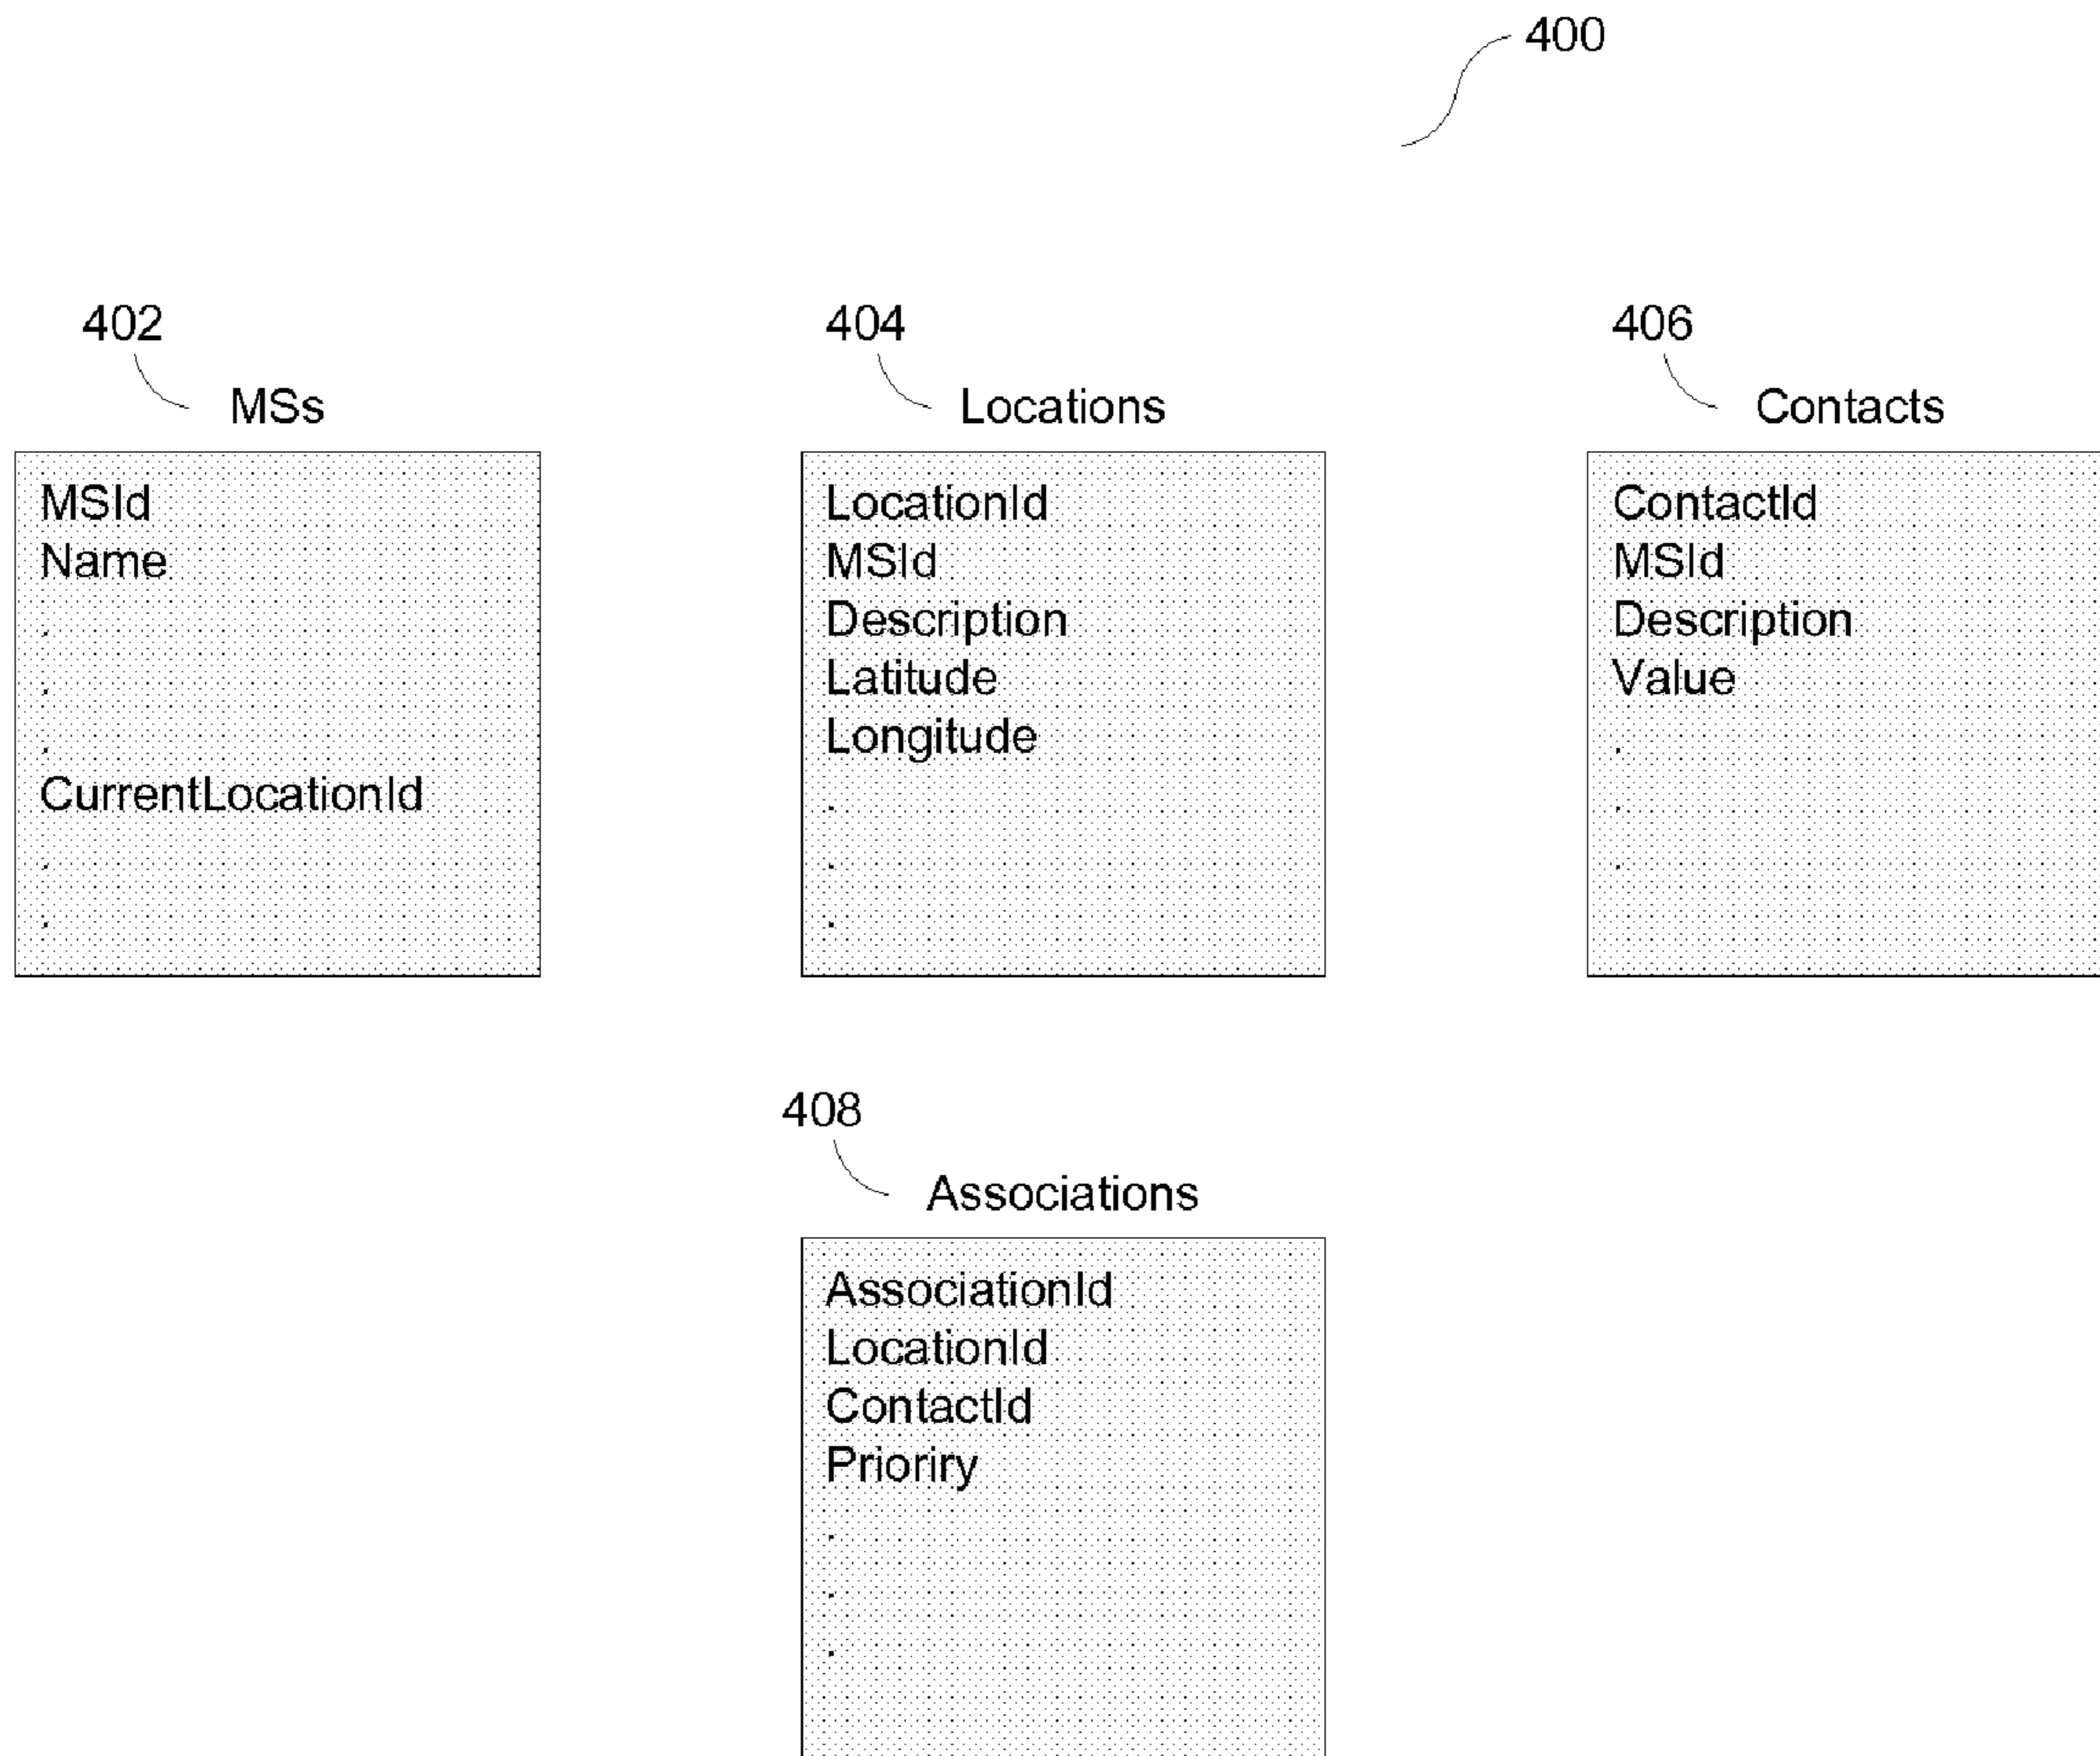 400
402
MSs
MSId
Name
.
.
.
CurrentLocationId
.
.
404
Locations
LocationId
MSId
Description
Latitude
Longitude
.
.
.
406
Contacts
ContactId
MSId
Description
Value
.
.
.
408
Associations
AssociationId
LocationId
ContactId
Prioriry
.
.
.